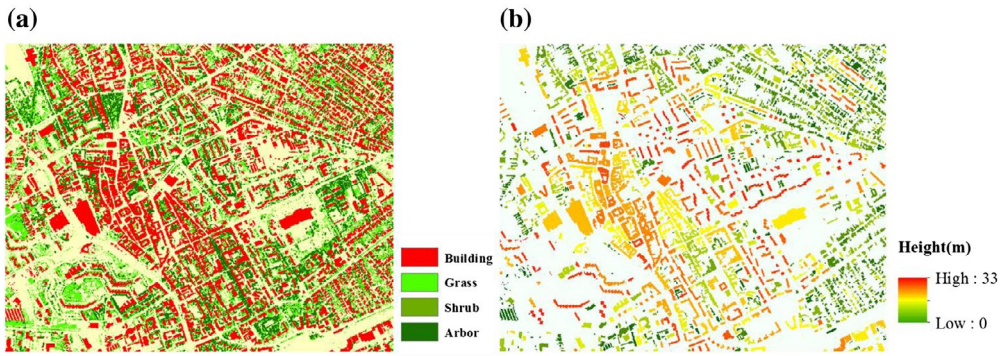 (a)
(b)
Building
Grass
Shrub
Arbor
Height(m)
High : 33
Low : 0